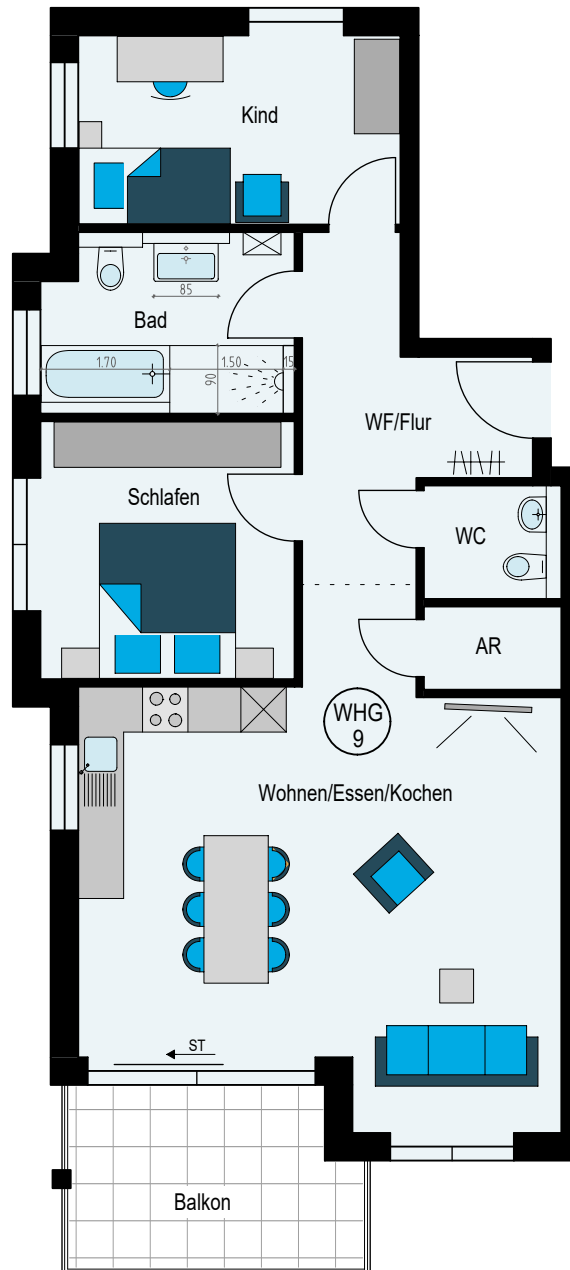 Kind
85
Bad
1.70
1.50
15
90
WF/Flur
Schlafen
WC
AR
WHG
9
Wohnen/Essen/Kochen
ST
Balkon